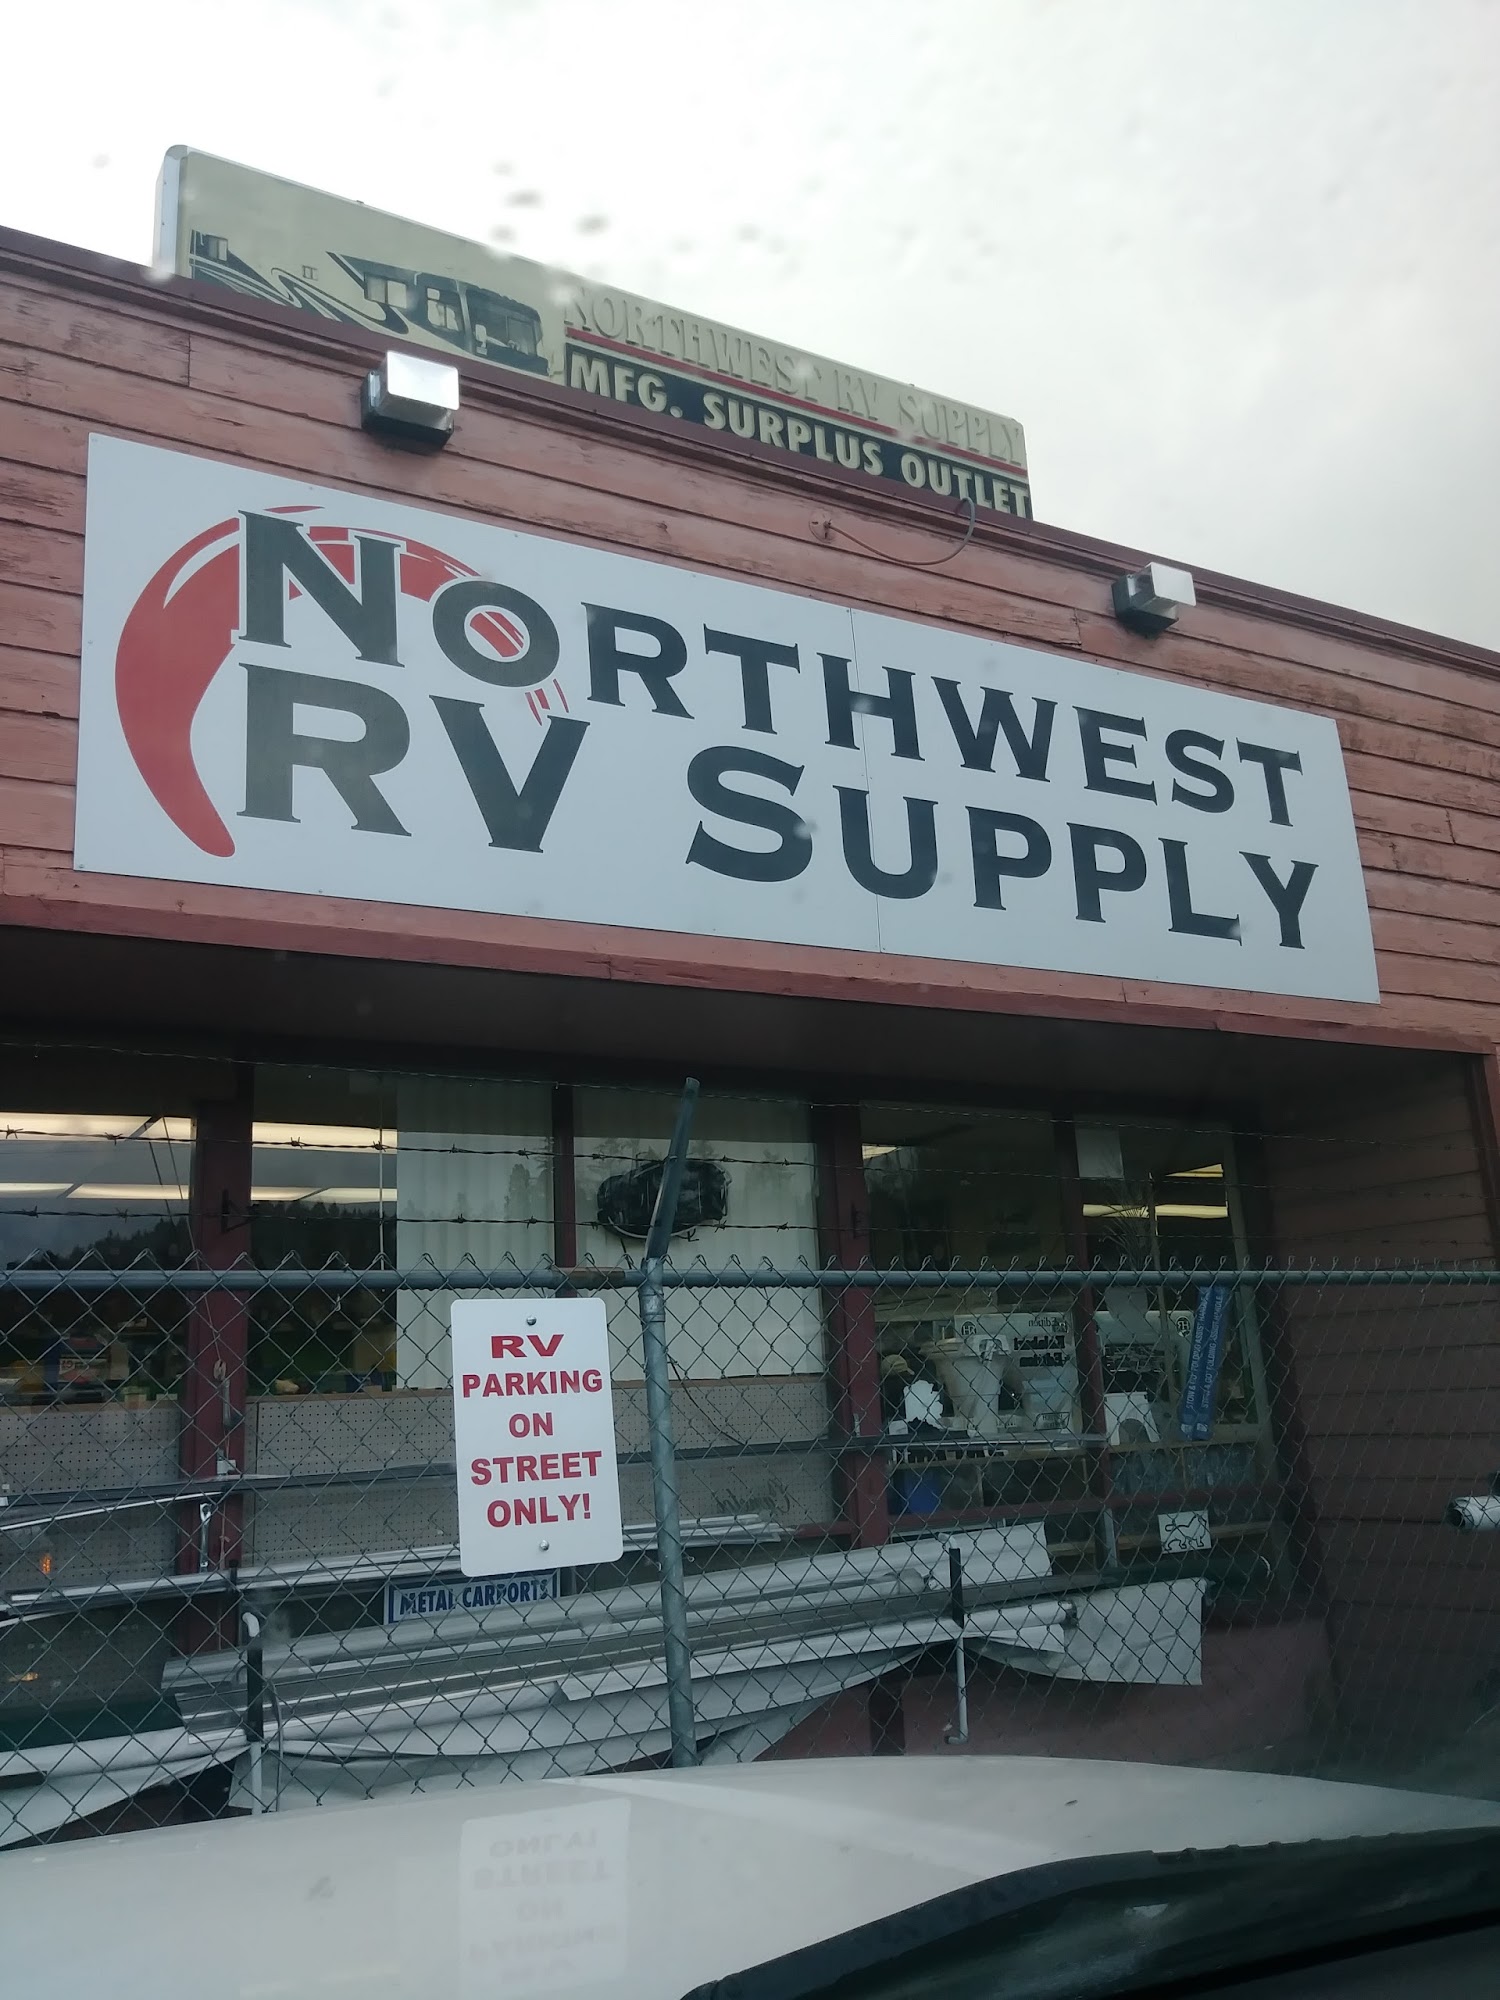 NORTHWEST RV SUPPLY
MFG. SURPLUS OUTLET
NORTHWEST
RV SUPPLY
RV
PARKING
ON
STREET
ONLY!
METAL CARPORTS